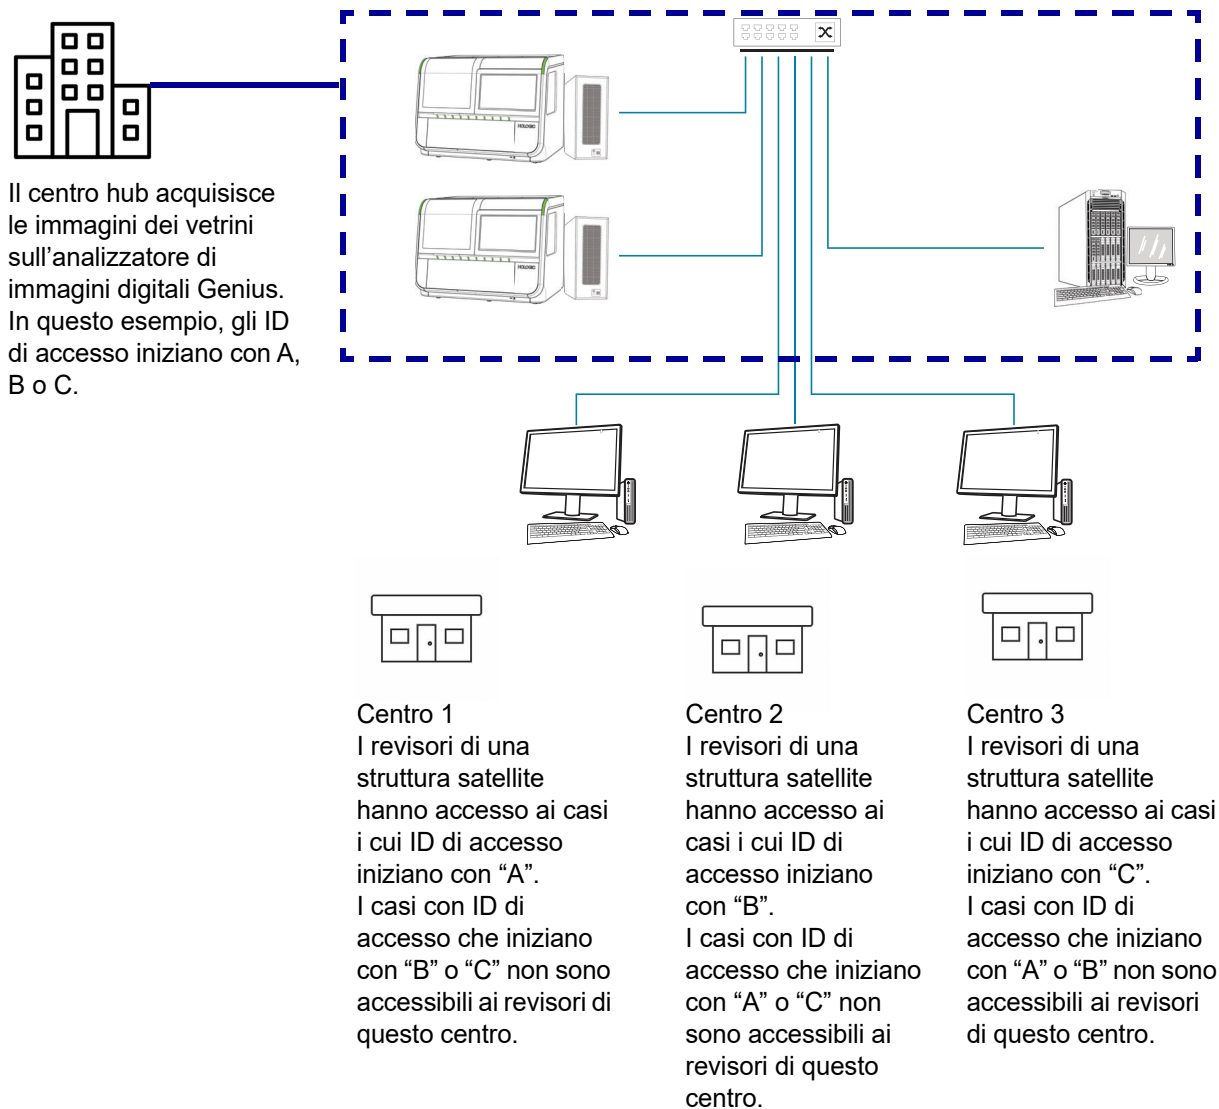 HOLOGIC
HOLOGIC
Il centro hub acquisisce
le immagini dei vetrini
sull’analizzatore di
immagini digitali Genius.
In questo esempio, gli ID
di accesso iniziano con A,
B o C.
Centro 1
I revisori di una
struttura satellite
hanno accesso ai casi
i cui ID di accesso
iniziano con “A”.
I casi con ID di
accesso che iniziano
con “B” o “C” non sono
accessibili ai revisori di
questo centro.
Centro 2
I revisori di una
struttura satellite
hanno accesso ai
casi i cui ID di
accesso iniziano
con “B”.
I casi con ID di
accesso che iniziano
con “A” o “C” non
sono accessibili ai
revisori di questo
centro.
Centro 3
I revisori di una
struttura satellite
hanno accesso ai casi
i cui ID di accesso
iniziano con “C”.
I casi con ID di
accesso che iniziano
con “A” o “B” non sono
accessibili ai revisori
di questo centro.